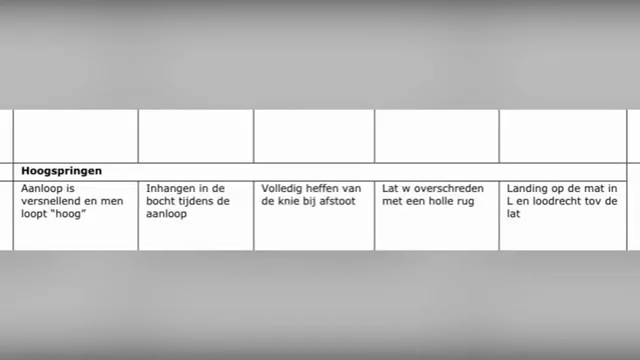 Hoogspringen
Aanloop is
versnellend en men
loopt “hoog”
Inhangen in de
bocht tijdens de
aanloop
Volledig heffen van
de knie bij afstoot
Lat w overschreden
met een holle rug
Landing op de mat in
L en loodrecht tov de
lat